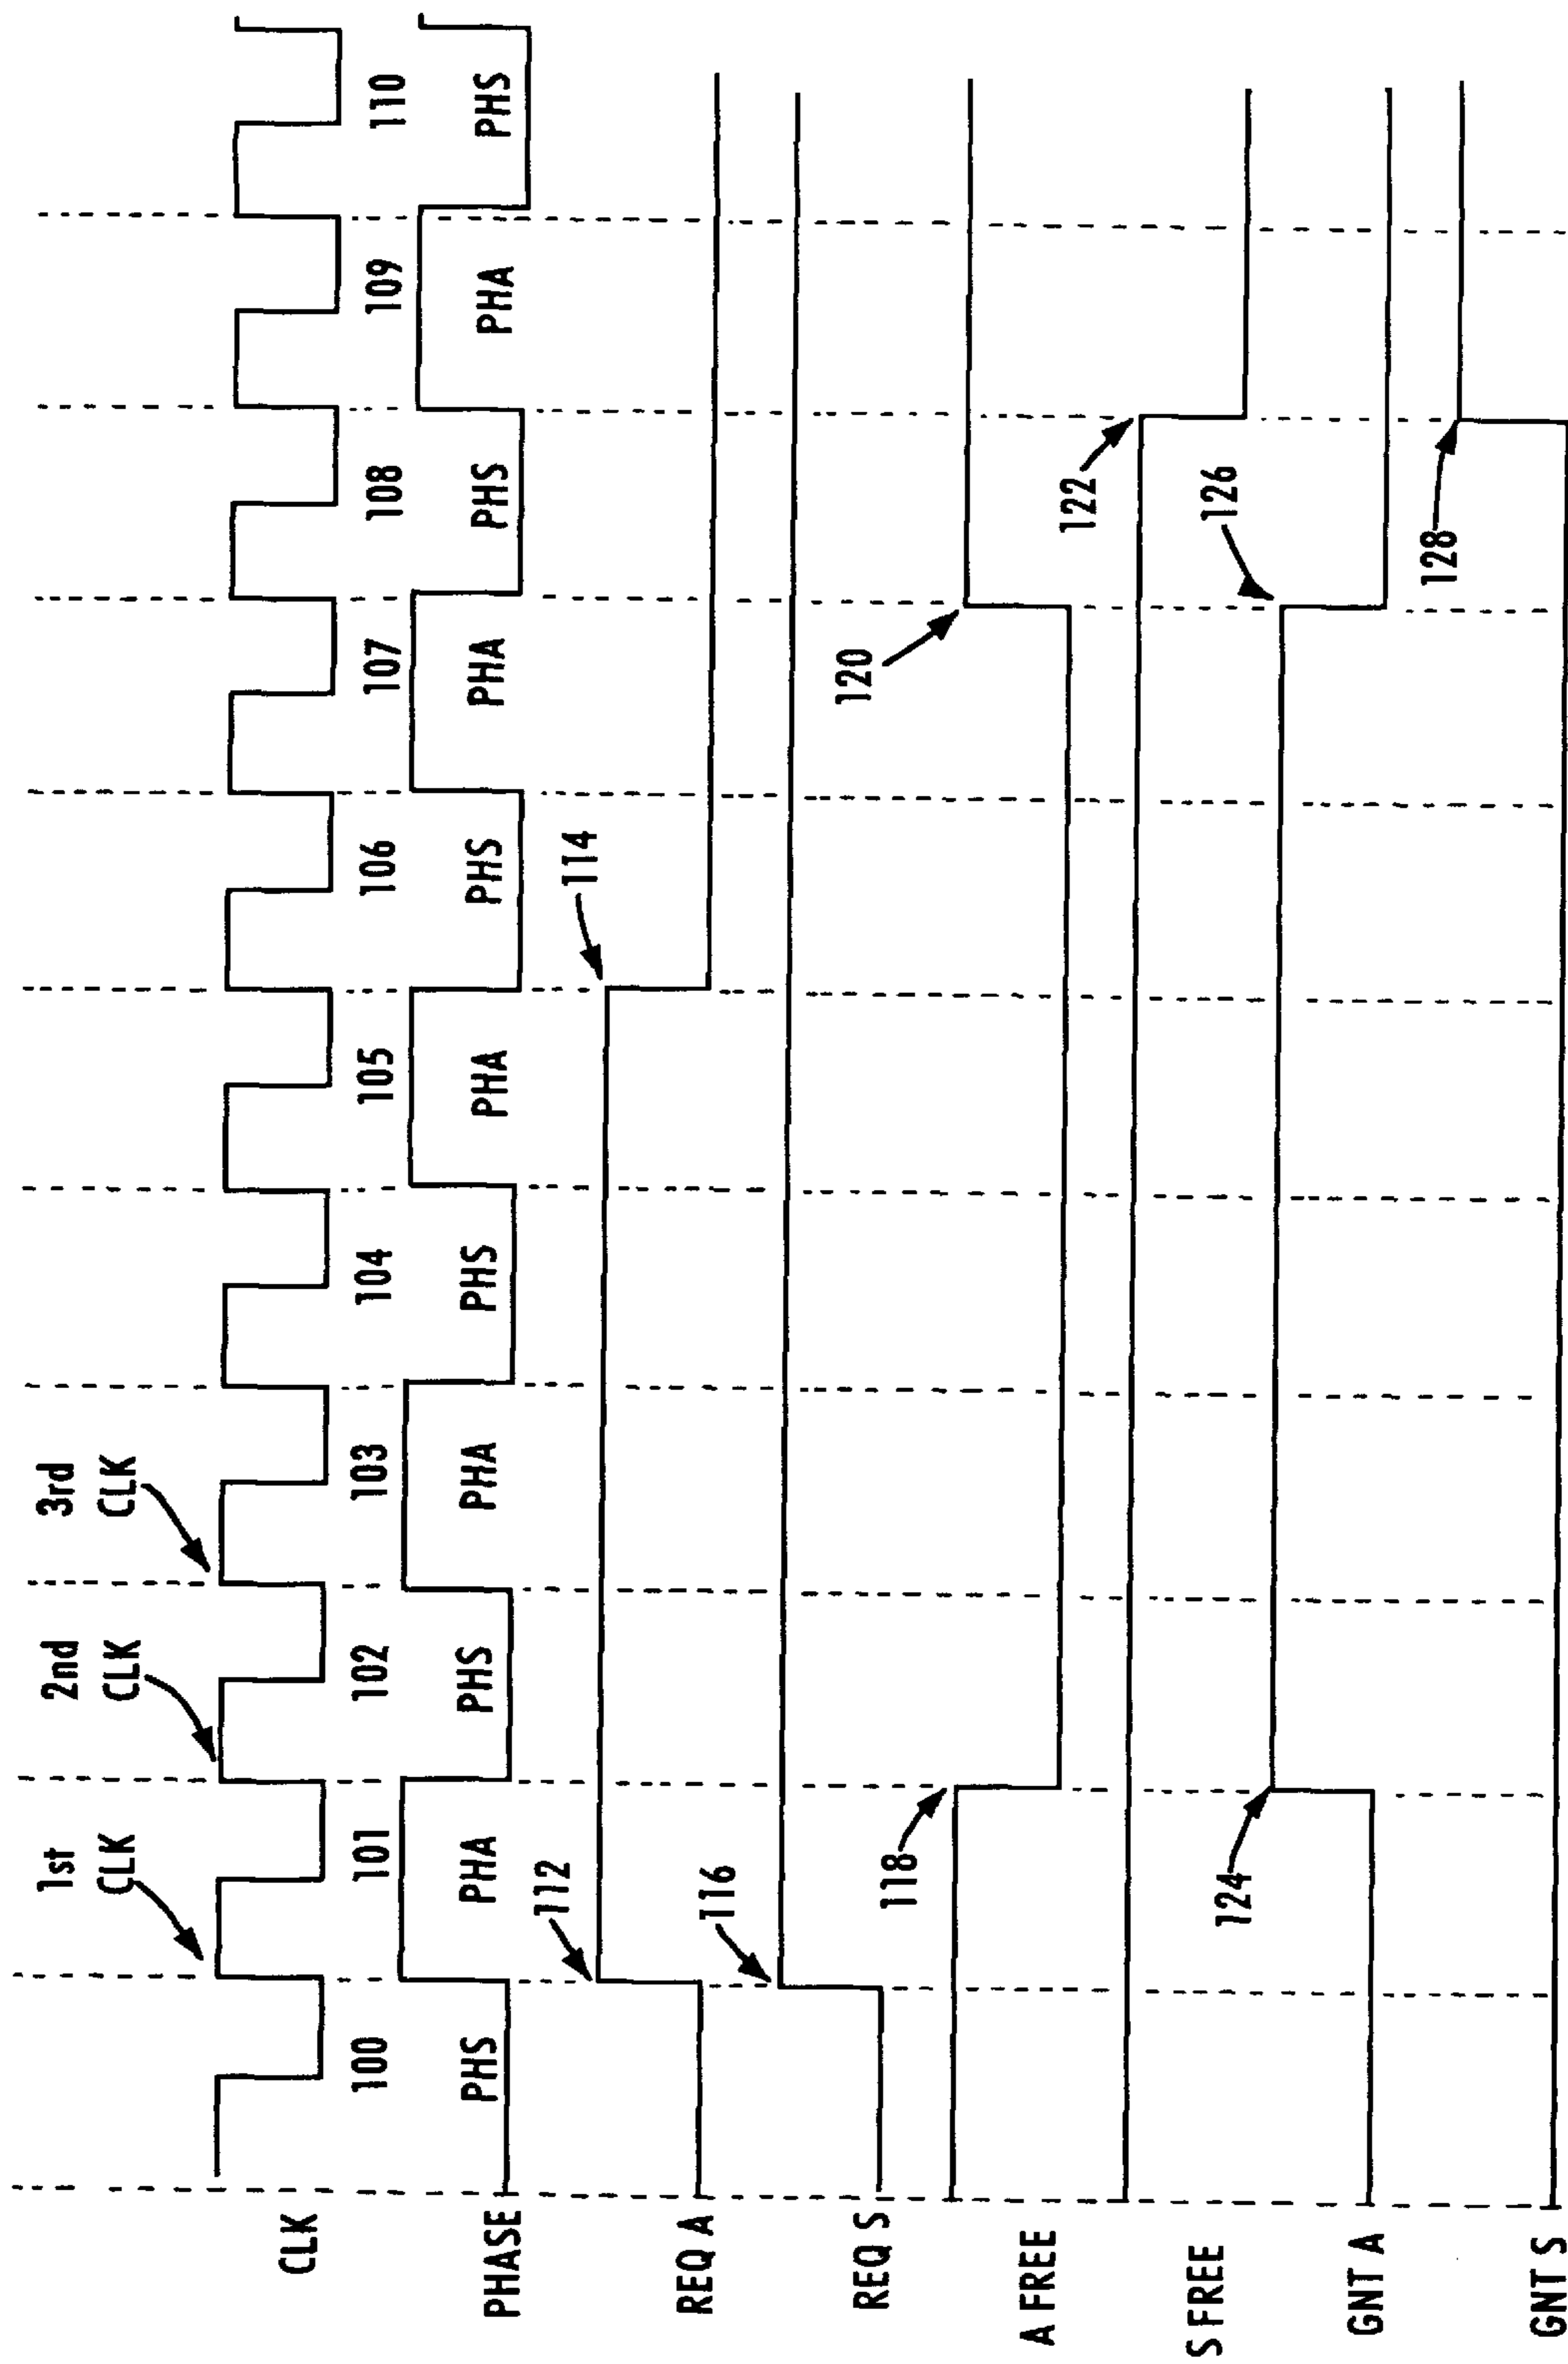 1st
CLK
2nd
CLK
3rd
CLK
CLK
100
101
102
103
104
105
106
107
108
109
110
PHASE
PHS
PHA
PHS
PHA
PHS
PHA
PHS
PHA
PHS
PHA
PHS
REQ A
112
114
REQ S
116
A FREE
118
120
S FREE
122
GNT A
124
126
GNT S
128